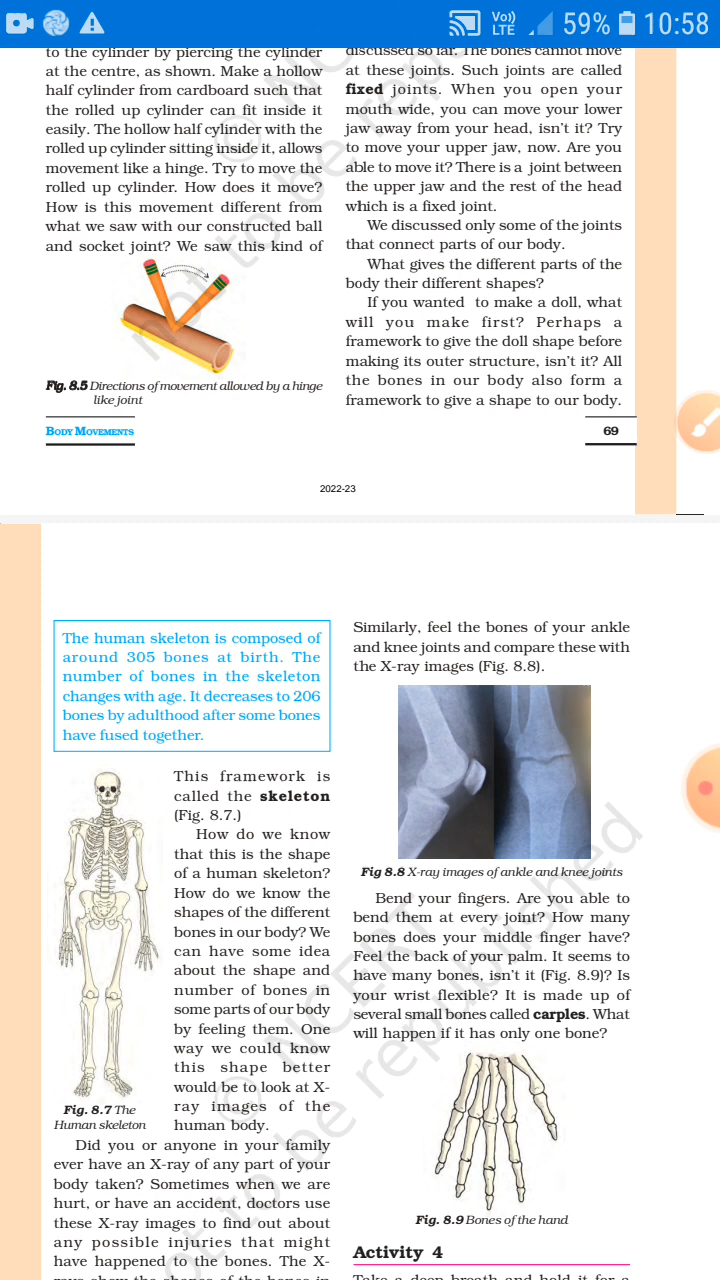 Vo))
LTE
59%
10:58
to the cylinder by piercing the cylinder
at the centre, as shown. Make a hollow
half cylinder from cardboard such that
the rolled up cylinder can fit inside it
easily. The hollow half cylinder with the
rolled up cylinder sitting inside it, allows
movement like a hinge. Try to move the
rolled up cylinder. How does it move?
How is this movement different from
what we saw with our constructed ball
and socket joint? We saw this kind of
Fig. 8.5 Directions of movement allowed by a hinge
like joint
BODY MOVEMENTS
discussed so far. The bones cannot move
at these joints. Such joints are called
fixed joints. When you open your
mouth wide, you can move your lower
jaw away from your head, isn't it? Try
to move your upper jaw, now. Are you
able to move it? There is a joint between
the upper jaw and the rest of the head
which is a fixed joint.
We discussed only some of the joints
that connect parts of our body.
What gives the different parts of the
body their different shapes?
If you wanted to make a doll, what
will you make first? Perhaps a
framework to give the doll shape before
making its outer structure, isn't it? All
the bones in our body also form a
framework to give a shape to our body.
69
2022-23
The human skeleton is composed of
around 305 bones at birth. The
number of bones in the skeleton
changes with age. It decreases to 206
bones by adulthood after some bones
have fused together.
This framework is
called the skeleton
(Fig. 8.7.)
How do we know
that this is the shape
of a human skeleton?
How do we know the
shapes of the different
bones in our body? We
can have some idea
about the shape and
number of bones in
some parts of our body
by feeling them. One
way we could know
this shape better
would be to look at X-
ray images of the
human body.
Fig. 8.7 The
Human skeleton
Did you or anyone in your family
ever have an X-ray of any part of your
body taken? Sometimes when we are
hurt, or have an accident, doctors use
these X-ray images to find out about
any possible injuries that might
have happened to the bones. The X-
rays show the shapes of the bones in
Similarly, feel the bones of your ankle
and knee joints and compare these with
the X-ray images (Fig. 8.8).
Fig 8.8 X-ray images of ankle and knee joints
Bend your fingers. Are you able to
bend them at every joint? How many
bones does your middle finger have?
Feel the back of your palm. It seems to
have many bones, isn't it (Fig. 8.9)? Is
your wrist flexible? It is made up of
several small bones called carples. What
will happen if it has only one bone?
Fig. 8.9 Bones of the hand
Activity 4
Take a deep breath and hold it for a
© NCERT
not to be republished